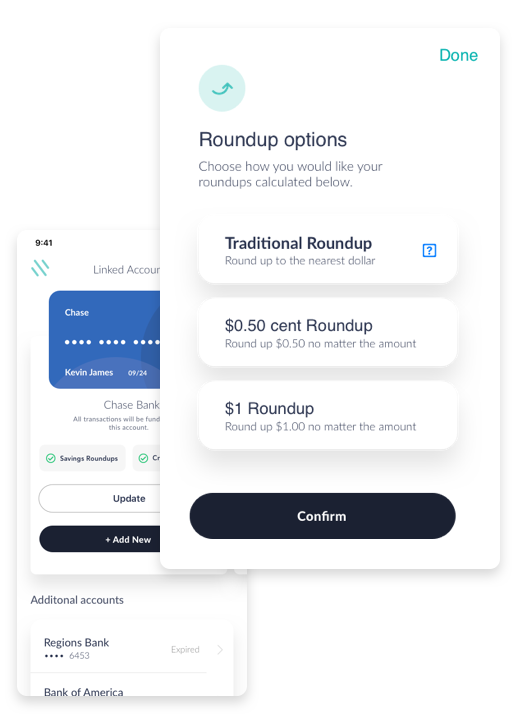 Done
Roundup options
Choose how you would like your
roundups calculated below.
Traditional Roundup
Round up to the nearest dollar
?
$0.50 cent Roundup
Round up $0.50 no matter the amount
$1 Roundup
Round up $1.00 no matter the amount
Confirm
9:41
Linked Accour
Chase
•••• •••• ••••
Kevin James 09/24
Chase Bank
All transactions will be fund
this account.
Savings Roundups
Cr
Update
+ Add New
Additonal accounts
Regions Bank
•••• 6453
Expired
Bank of America